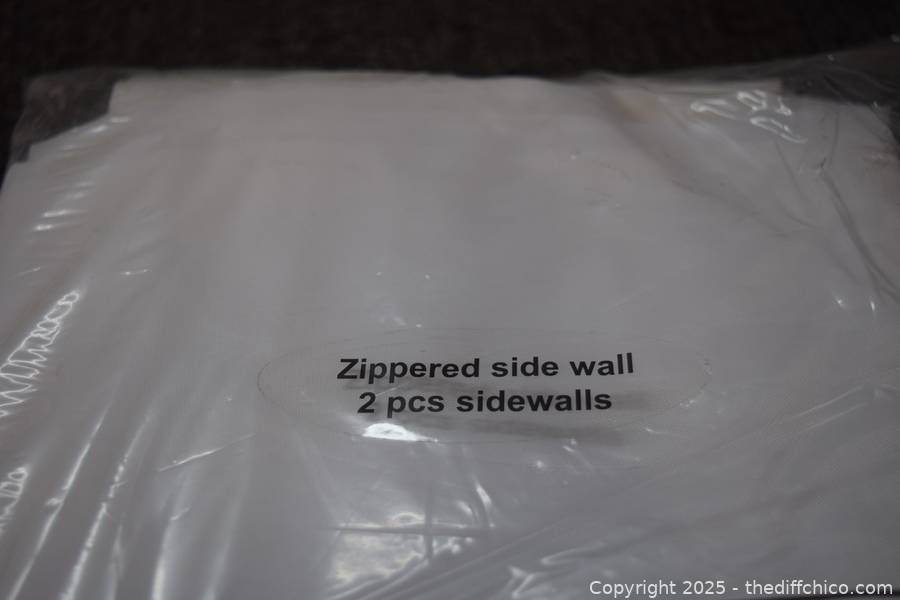 Zippered side wall
2 pcs sidewalls
Copyright 2025 - thediffchico.com